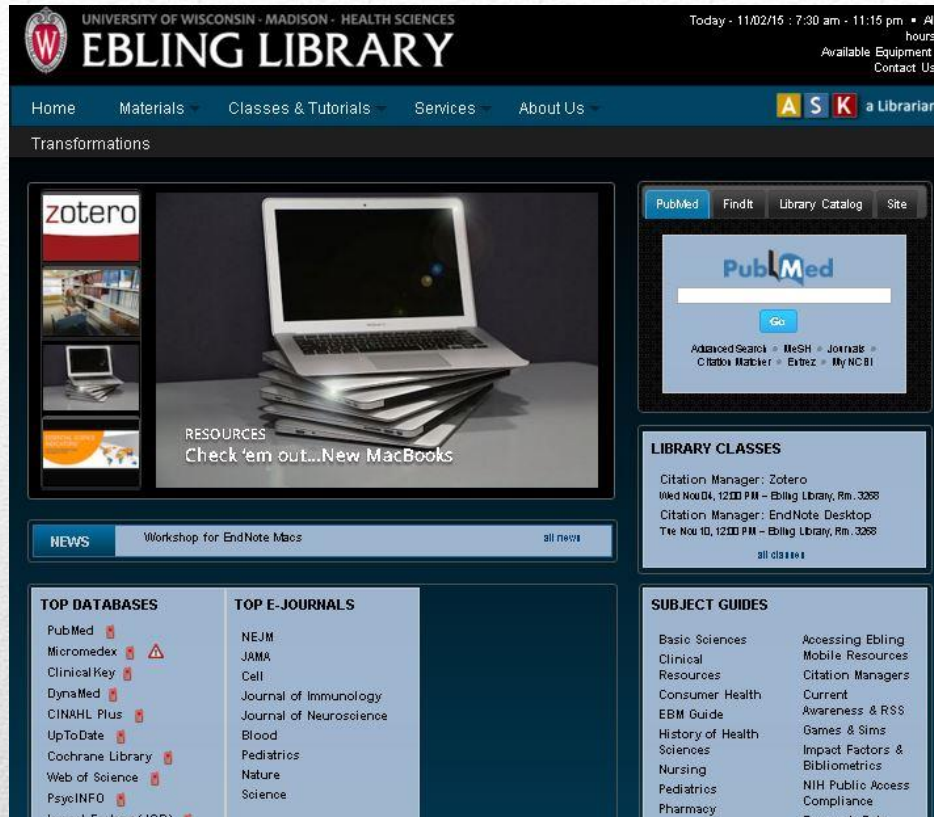 UNIVERSITY OF WISCONSIN - MADISON - HEALTH SCIENCES
EBLING LIBRARY
Today - 11/02/15 : 7:30 am - 11:15 pm
hours
Available Equipment
Contact Us
Home Materials Classes & Tutorials Services About Us
A S K a Librarian
Transformations
zotero
RESOURCES
Check 'em out...New MacBooks
PubMed FindIt Library Catalog Site
PubMed
Go
Advanced Search MeSH Journals
Citation Matcher Entrez My NCBI
LIBRARY CLASSES
Citation Manager: Zotero
Wed Nov 04, 12:00 PM – Ebling Library, Rm. 3268
Citation Manager: EndNote Desktop
Tue Nov 10, 12:00 PM – Ebling Library, Rm. 3268
all classes
NEWS Workshop for EndNote Macs all news
TOP DATABASES
PubMed
Micromedex
ClinicalKey
DynaMed
CINAHL Plus
UpToDate
Cochrane Library
Web of Science
PsycINFO
TOP E-JOURNALS
NEJM
JAMA
Cell
Journal of Immunology
Journal of Neuroscience
Blood
Pediatrics
Nature
Science
SUBJECT GUIDES
Basic Sciences
Clinical
Resources
Consumer Health
EBM Guide
History of Health
Sciences
Nursing
Pediatrics
Pharmacy
Accessing Ebling
Mobile Resources
Citation Managers
Current
Awareness & RSS
Games & Sims
Impact Factors &
Bibliometrics
NIH Public Access
Compliance